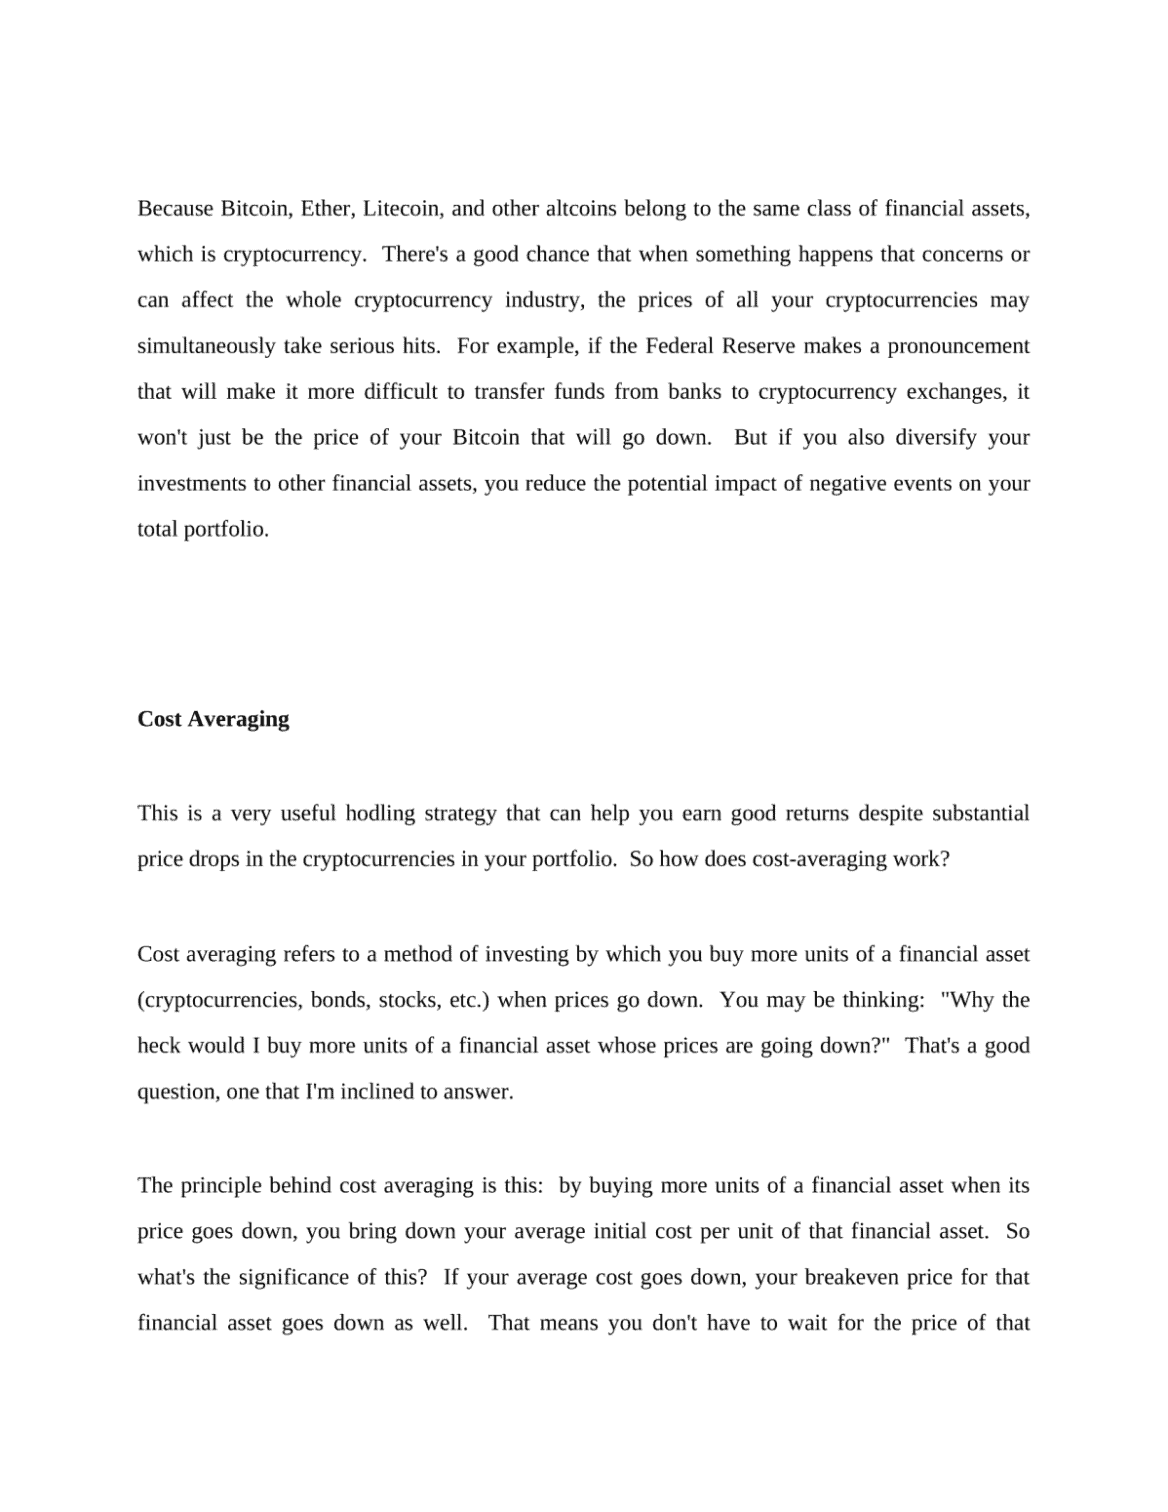 Because Bitcoin, Ether, Litecoin, and other altcoins belong to the same class of financial assets,
which is cryptocurrency.  There's a good chance that when something happens that concerns or
can affect the whole cryptocurrency industry, the prices of all your cryptocurrencies may
simultaneously take serious hits.  For example, if the Federal Reserve makes a pronouncement
that will make it more difficult to transfer funds from banks to cryptocurrency exchanges, it
won't just be the price of your Bitcoin that will go down.  But if you also diversify your
investments to other financial assets, you reduce the potential impact of negative events on your
total portfolio.
Cost Averaging
This is a very useful hodling strategy that can help you earn good returns despite substantial
price drops in the cryptocurrencies in your portfolio.  So how does cost-averaging work?
Cost averaging refers to a method of investing by which you buy more units of a financial asset
(cryptocurrencies, bonds, stocks, etc.) when prices go down.  You may be thinking:  "Why the
heck would I buy more units of a financial asset whose prices are going down?"  That's a good
question, one that I'm inclined to answer.
The principle behind cost averaging is this:  by buying more units of a financial asset when its
price goes down, you bring down your average initial cost per unit of that financial asset.  So
what's the significance of this?  If your average cost goes down, your breakeven price for that
financial asset goes down as well.  That means you don't have to wait for the price of that